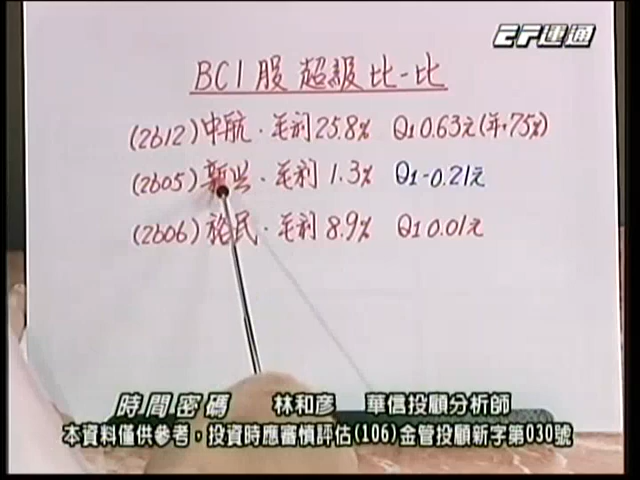 EF運通
BCI股超級比一比
(2612)中航.毛利25.8% Q1 0.63元(年+75%)
(2605)新兴.毛利 1.3% Q1-0.21元
(2606)裕民.毛利 8.9% Q1 0.01元
時間密碼 林和彦 華信投顧分析師
本資料僅供參考，投資時應審慎評估(106)金管投顧新字第030號